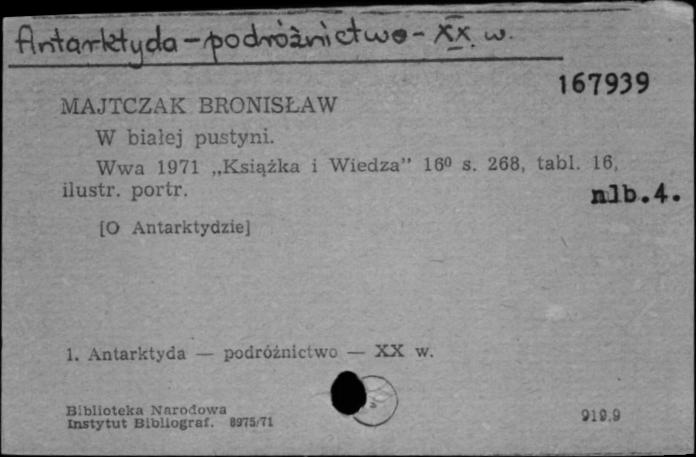 Antarktyda - podróżnictwo - XX w.
167939
MAJTCZAK BRONISŁAW
W białej pustyni.
Wwa 1971 „Książka i Wiedza” 16⁰ s. 268, tabl. 16,
ilustr. portr.
nlb.4.
[O Antarktydzie]
1. Antarktyda — podróżnictwo — XX w.
Biblioteka Narodowa
Instytut Bibliograf. 8975/71
919.9